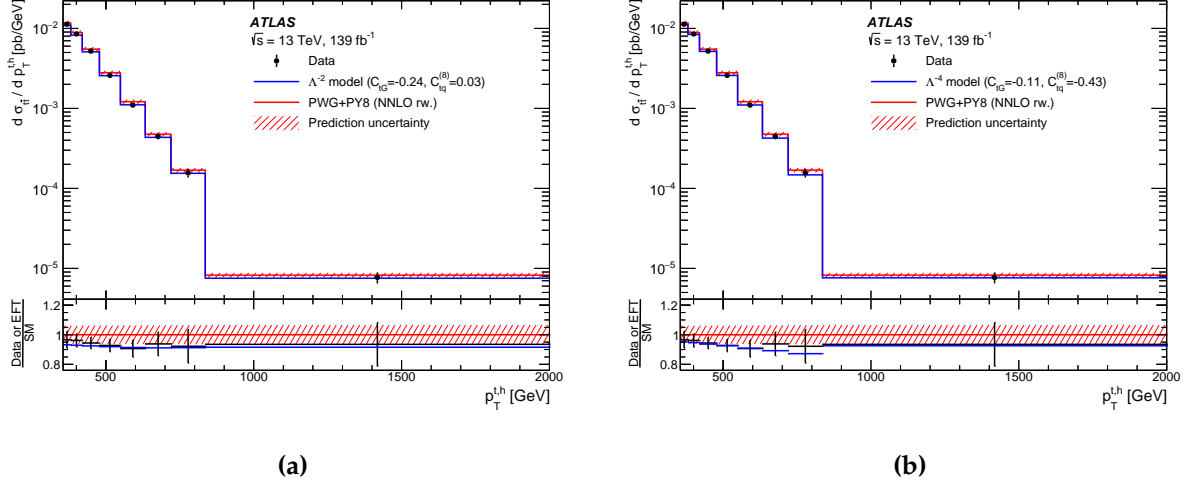 ATLAS
√s = 13 TeV, 139 fb⁻¹
Data
Λ⁻² model (C_tG=-0.24, C_tq^(8)=0.03)
PWG+PY8 (NNLO rw.)
Prediction uncertainty
d σ_tt̄ / d p_T^t,h [pb/GeV]
10⁻²
10⁻³
10⁻⁴
10⁻⁵
Data or EFT
SM
1.2
1
0.8
500 1000 1500 2000
p_T^t,h [GeV]
(a)
ATLAS
√s = 13 TeV, 139 fb⁻¹
Data
Λ⁻⁴ model (C_tG=-0.11, C_tq^(8)=-0.43)
PWG+PY8 (NNLO rw.)
Prediction uncertainty
d σ_tt̄ / d p_T^t,h [pb/GeV]
10⁻²
10⁻³
10⁻⁴
10⁻⁵
Data or EFT
SM
1.2
1
0.8
500 1000 1500 2000
p_T^t,h [GeV]
(b)